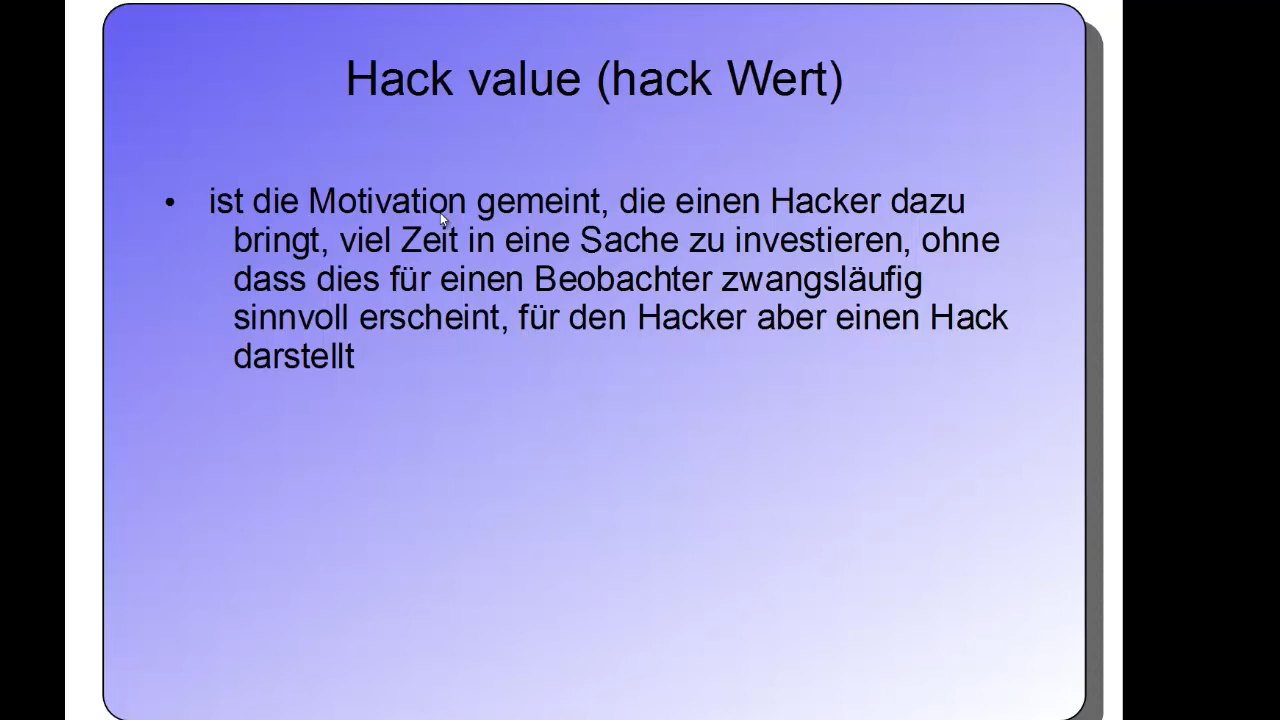 Hack value (hack Wert)
• ist die Motivation gemeint, die einen Hacker dazu
bringt, viel Zeit in eine Sache zu investieren, ohne
dass dies für einen Beobachter zwangsläufig
sinnvoll erscheint, für den Hacker aber einen Hack
darstellt